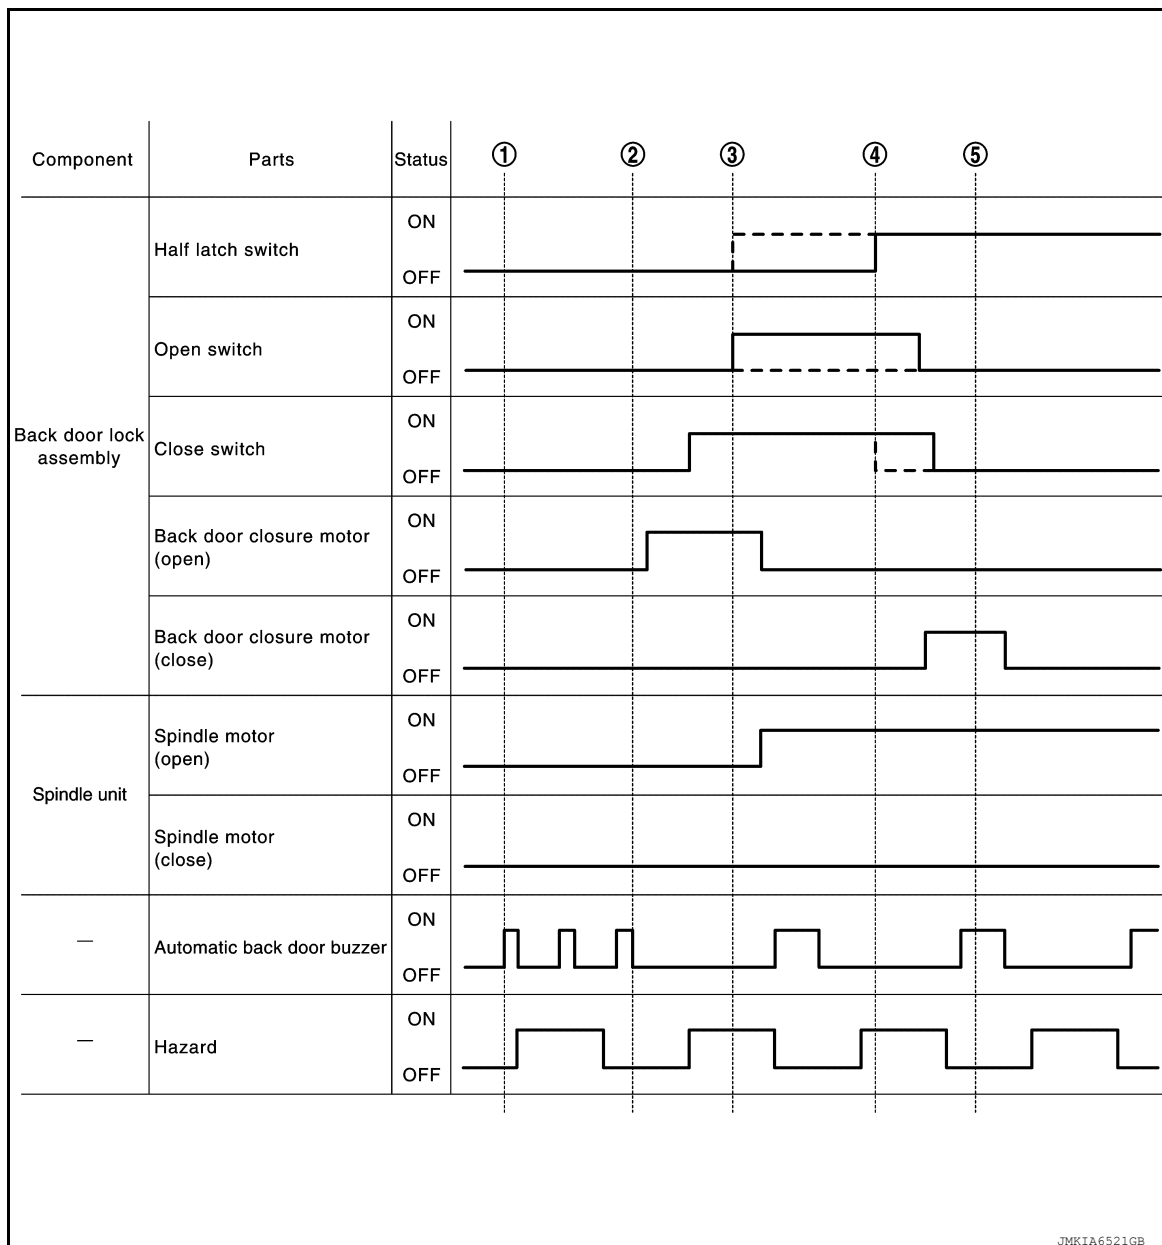 Component Parts Status ① ② ③ ④ ⑤
ON
Half latch switch
OFF
ON
Open switch
OFF
Back door lock
assembly
ON
Close switch
OFF
ON
Back door closure motor
(open)
OFF
ON
Back door closure motor
(close)
OFF
Spindle unit
ON
Spindle motor
(open)
OFF
ON
Spindle motor
(close)
OFF
—
ON
Automatic back door buzzer
OFF
—
ON
Hazard
OFF
JMKIA6521GB